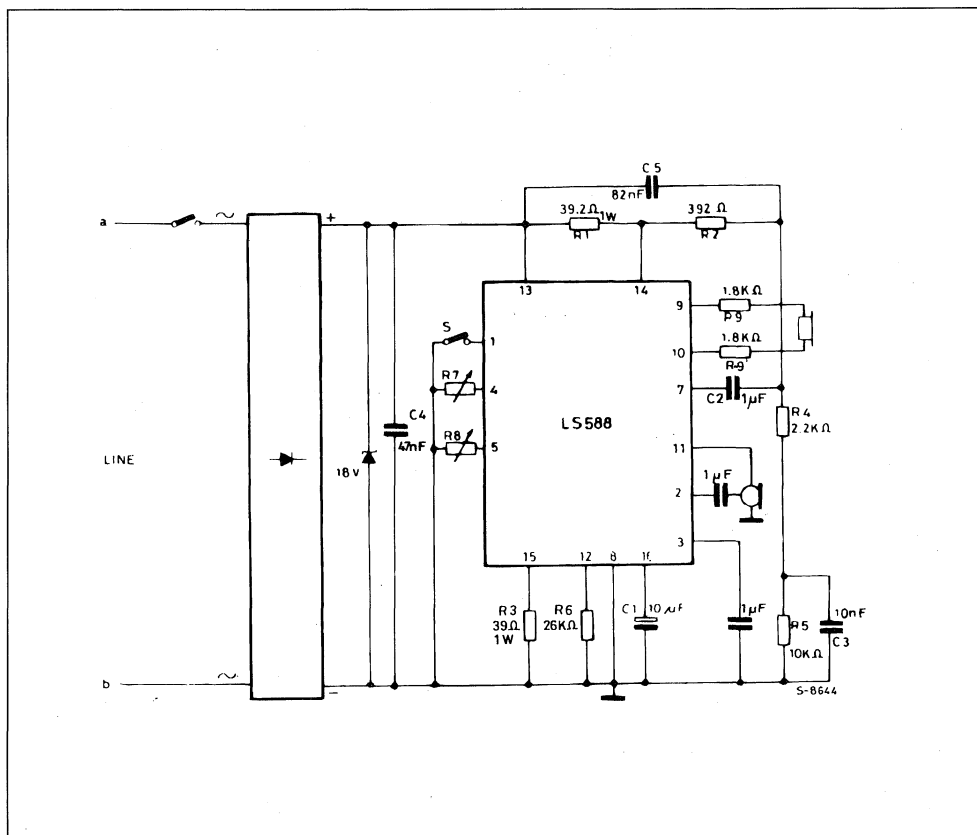 C5
82nF
39.2Ω
1W
R1
392 Ω
R2
a
~
+
13
14
9
1.8KΩ
R9
S
1
10
1.8KΩ
R9'
R7
4
7
C2
1μF
R4
2.2KΩ
C4
47nF
LS588
R8
5
11
LINE
18V
1μF
2
3
15
12
8
16
R3
39Ω
1W
R6
26KΩ
C1
10μF
1μF
R5
10KΩ
10nF
C3
b
~
-
S-8644